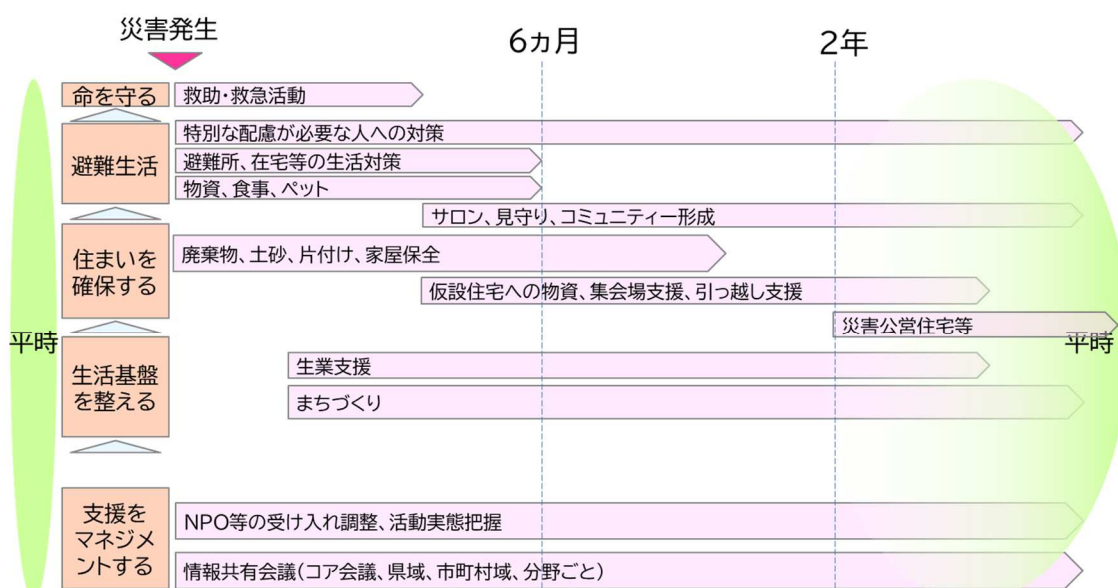 災害発生
6ヵ月
2年
命を守る
救助・救急活動
避難生活
特別な配慮が必要な人への対策
避難所、在宅等の生活対策
物資、食事、ペット
サロン、見守り、コミュニティー形成
住まいを
確保する
廃棄物、土砂、片付け、家屋保全
仮設住宅への物資、集会場支援、引っ越し支援
災害公営住宅等
平時
平時
生活基盤
を整える
生業支援
まちづくり
支援を
マネジメ
ントする
NPO等の受け入れ調整、活動実態把握
情報共有会議(コア会議、県域、市町村域、分野ごと)